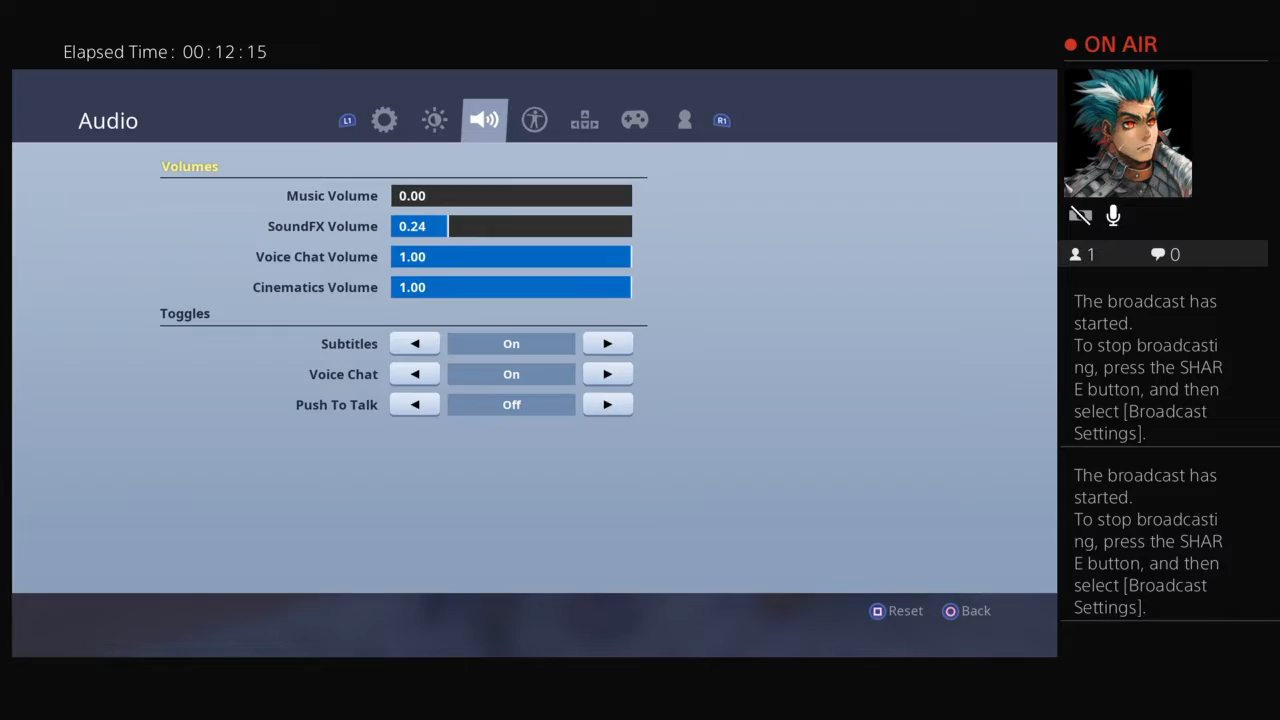 Elapsed Time: 00:12:15
ON AIR
Audio
L1
R1
Volumes
Music Volume 0.00
SoundFX Volume 0.24
Voice Chat Volume 1.00
Cinematics Volume 1.00
Toggles
Subtitles On
Voice Chat On
Push To Talk Off
Reset Back
1 0
The broadcast has
started.
To stop broadcasti
ng, press the SHAR
E button, and then
select [Broadcast
Settings].
The broadcast has
started.
To stop broadcasti
ng, press the SHAR
E button, and then
select [Broadcast
Settings].